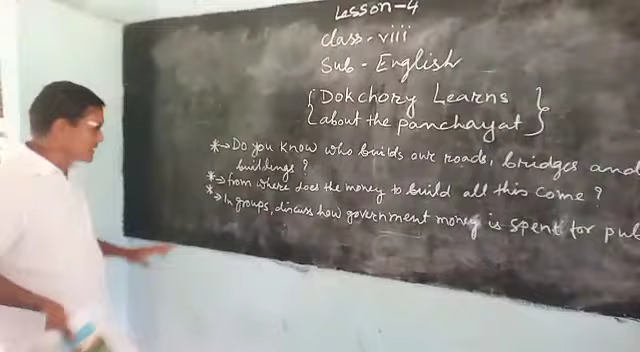 Lesson-4
class-viii
Sub - English
{Dokchory Learns
about the panchayat}
*→ Do you know who builds our roads, bridges and
buildings?
*→ from where does the money to build all this come?
*→ In groups, discuss how government money is spent for